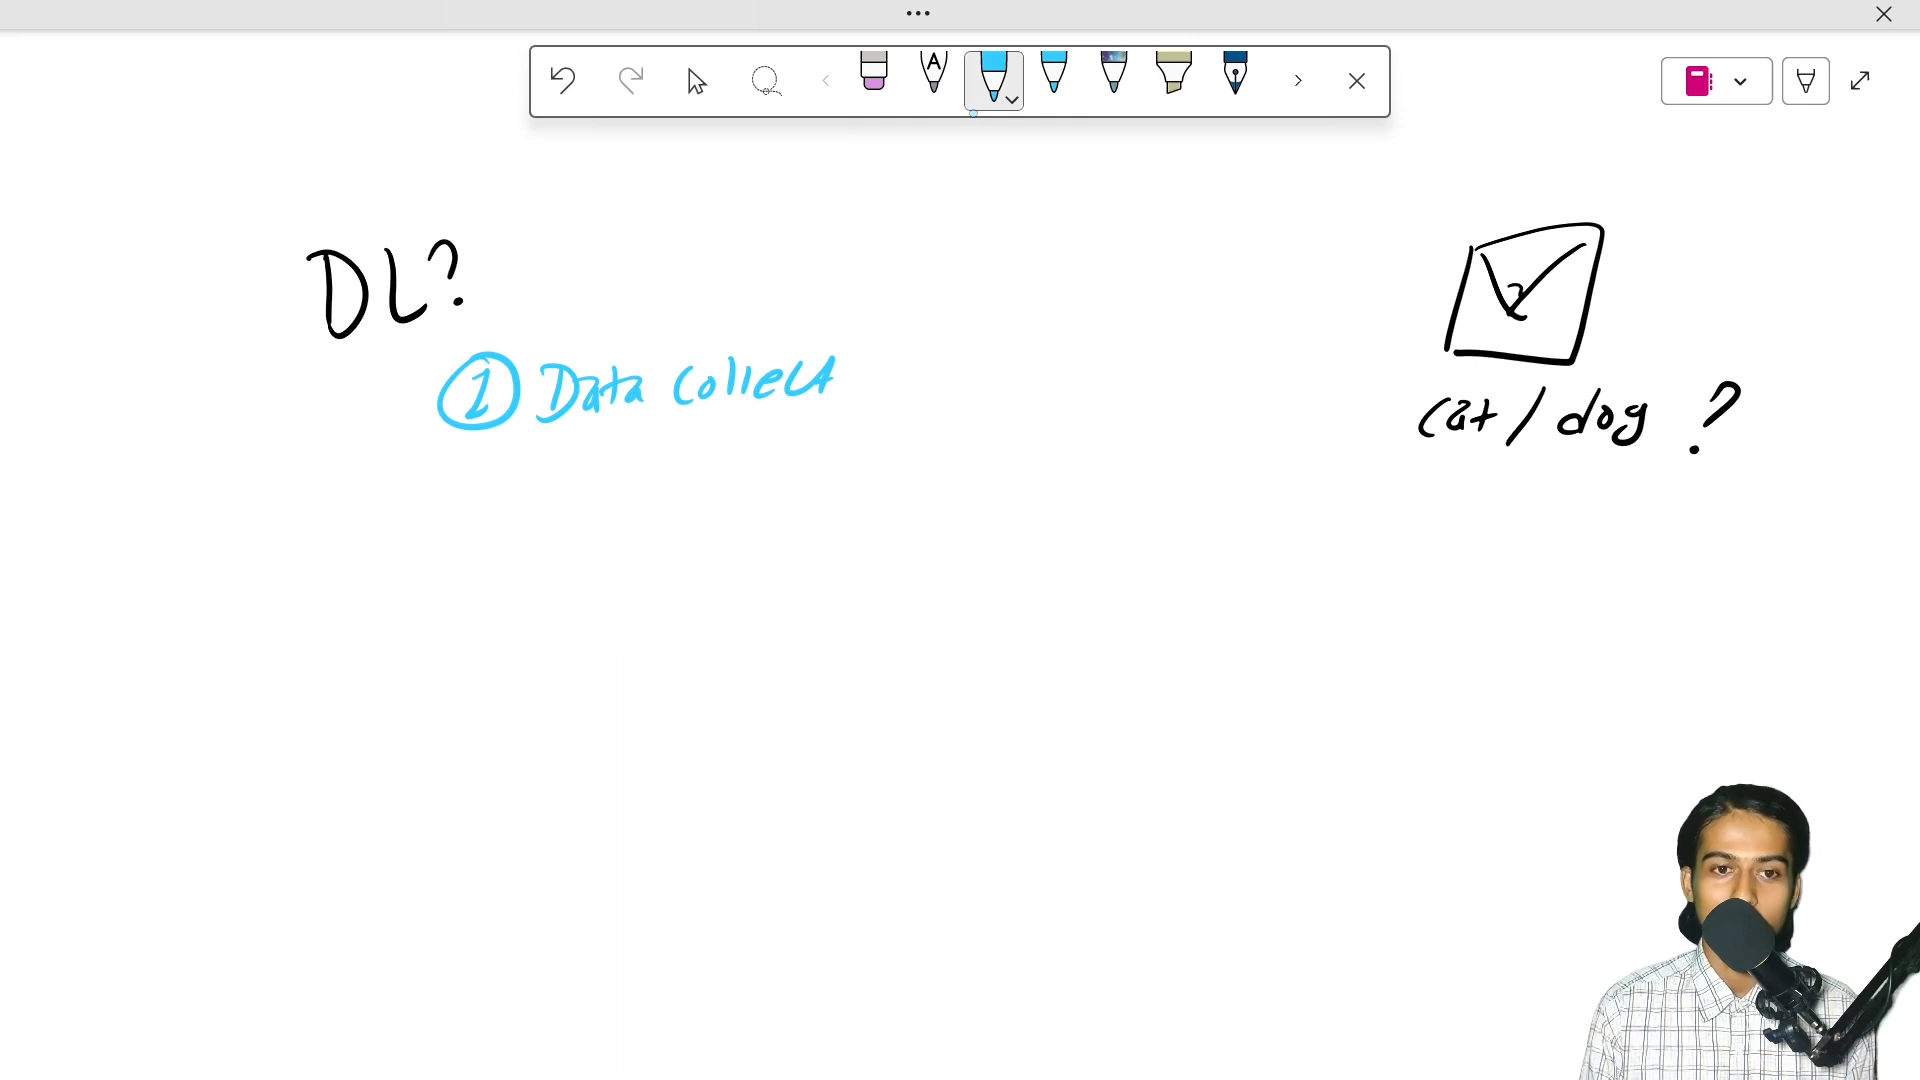 DL?
① Data collect
cat / dog ?